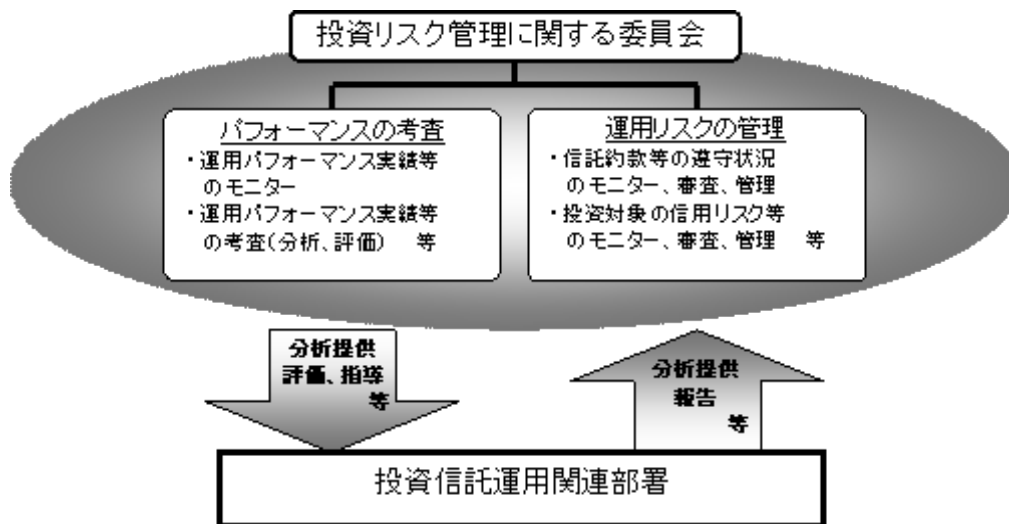 投資リスク管理に関する委員会
パフォーマンスの考査
・運用パフォーマンス実績等
のモニター
・運用パフォーマンス実績等
の考査(分析、評価) 等
運用リスクの管理
・信託約款等の遵守状況
のモニター、審査、管理
・投資対象の信用リスク等
のモニター、審査、管理 等
分析提供
評価、指導
等
分析提供
報告
等
投資信託運用関連部署